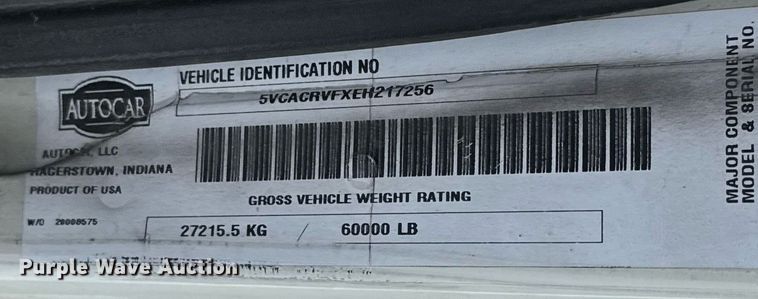 VEHICLE IDENTIFICATION NO
5VCACRVFXEH217256
AUTOCAR
AUTOCAR, LLC
HAGERSTOWN, INDIANA
PRODUCT OF USA
GROSS VEHICLE WEIGHT RATING
W/O 20008575
27215.5 KG / 60000 LB
MAJOR COMPONENT
MODEL & SERIAL NO.
Purple Wave Auction